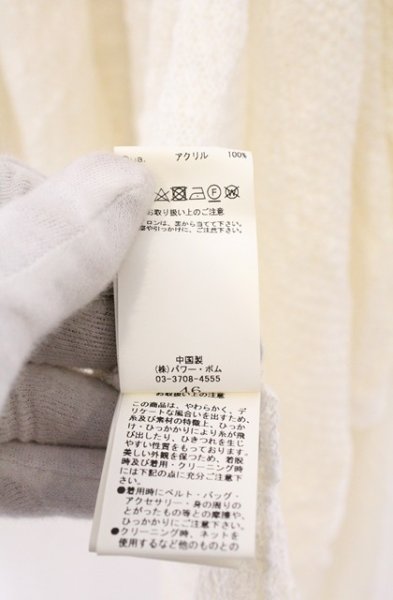 アクリル 100%
お取り扱い上のご注意
中国製
(株)パワー・ボム
03-3708-4555
46
お取扱い上の注意
この商品は、やわらかく、デ
リケートな風合いを出すため、
糸及び素材の特徴上、ひっか
け・ひっかかりにより糸が飛
び出したり、ひきつれを生じ
やすい性質をもっております。
美しい外観を保つため、着脱
時及び着用・クリーニング時
には下記の点に充分ご注意下
さい。
●着用時にベルト・バッグ・
アクセサリー・身の周りの
とがったもの等との摩擦や、
ひっかかりにご注意下さい。
●クリーニング時、ネットを
使用するなど他のものとの